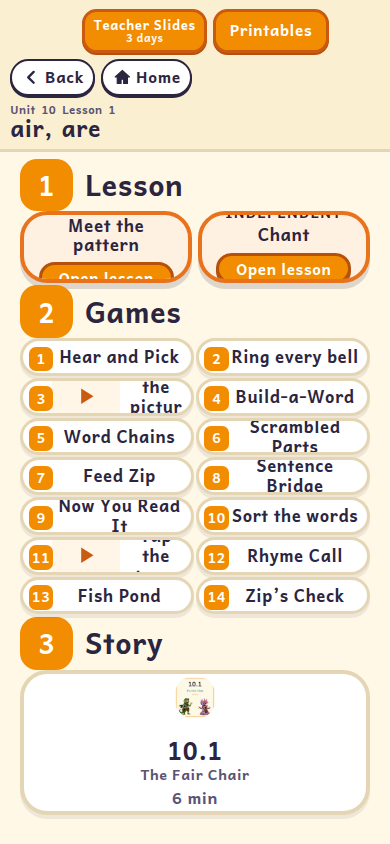 Teacher Slides
3 days
Printables
Back
Home
Unit 10 Lesson 1
air, are
1 Lesson
Meet the
pattern
Open lesson
INDEPENDENT
Chant
Open lesson
2 Games
1 Hear and Pick
2 Ring every bell
3 the
pictur
4 Build-a-Word
5 Word Chains
6 Scrambled
Parts
7 Feed Zip
8 Sentence
Bridge
9 Now You Read
It
10 Sort the words
11 Tap
the
12 Rhyme Call
13 Fish Pond
14 Zip's Check
3 Story
10.1
10.1
The Fair Chair
6 min